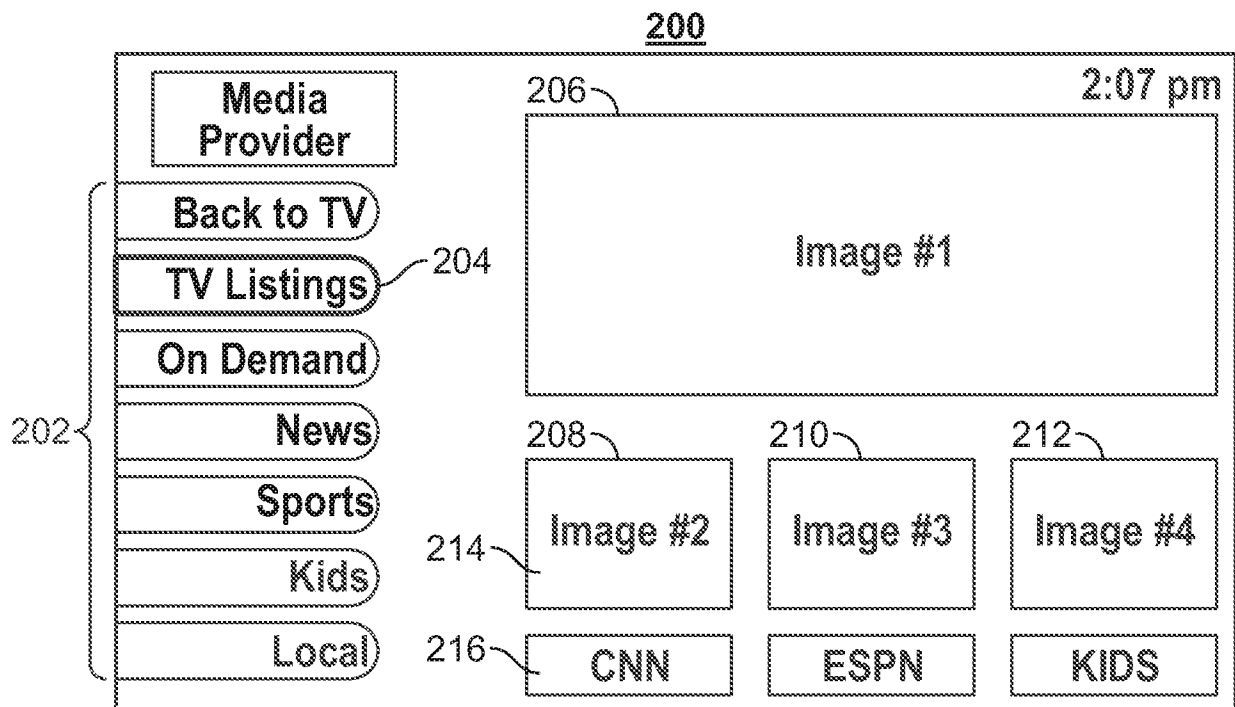 200
Media
Provider
2:07 pm
206
Image #1
Back to TV
TV Listings
204
On Demand
News
202
Sports
Kids
Local
208
210
212
Image #2
Image #3
Image #4
214
216
CNN
ESPN
KIDS